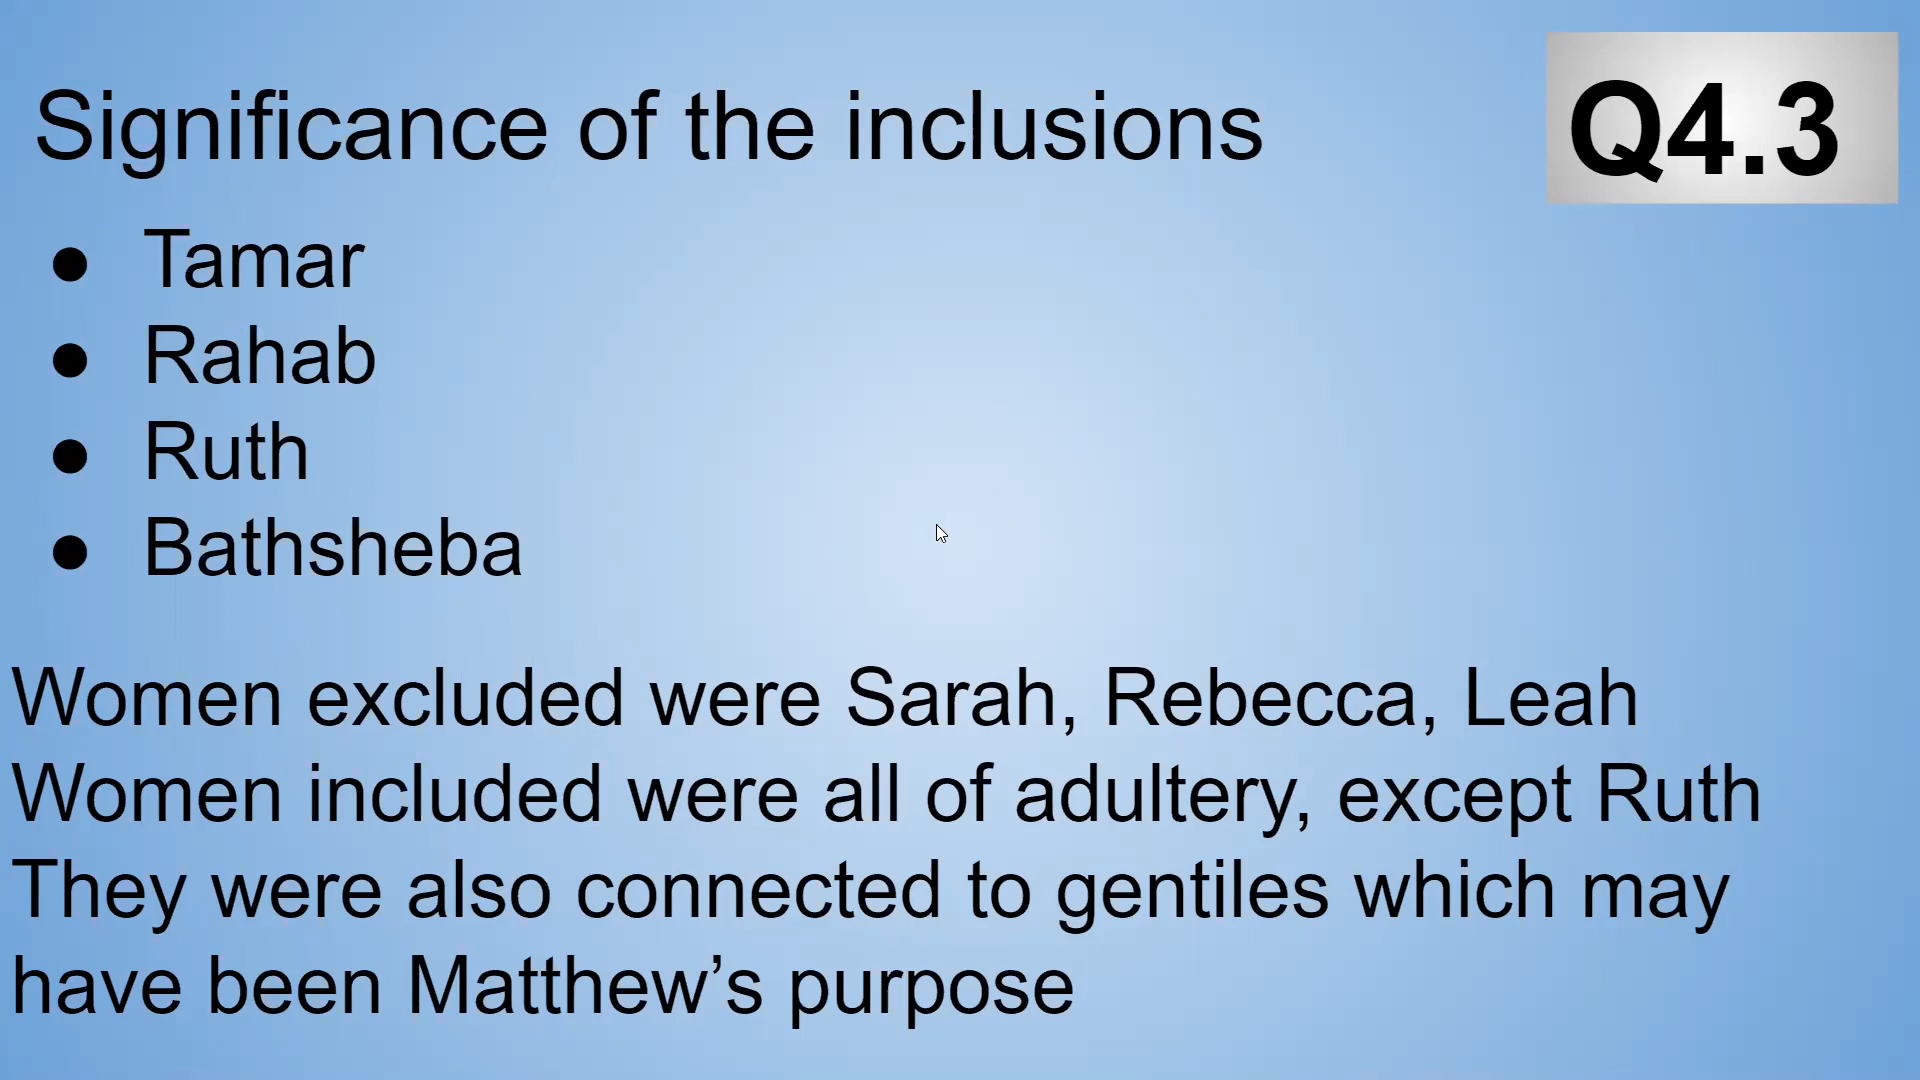 Significance of the inclusions
Q4.3
● Tamar
● Rahab
● Ruth
● Bathsheba
Women excluded were Sarah, Rebecca, Leah
Women included were all of adultery, except Ruth
They were also connected to gentiles which may
have been Matthew’s purpose